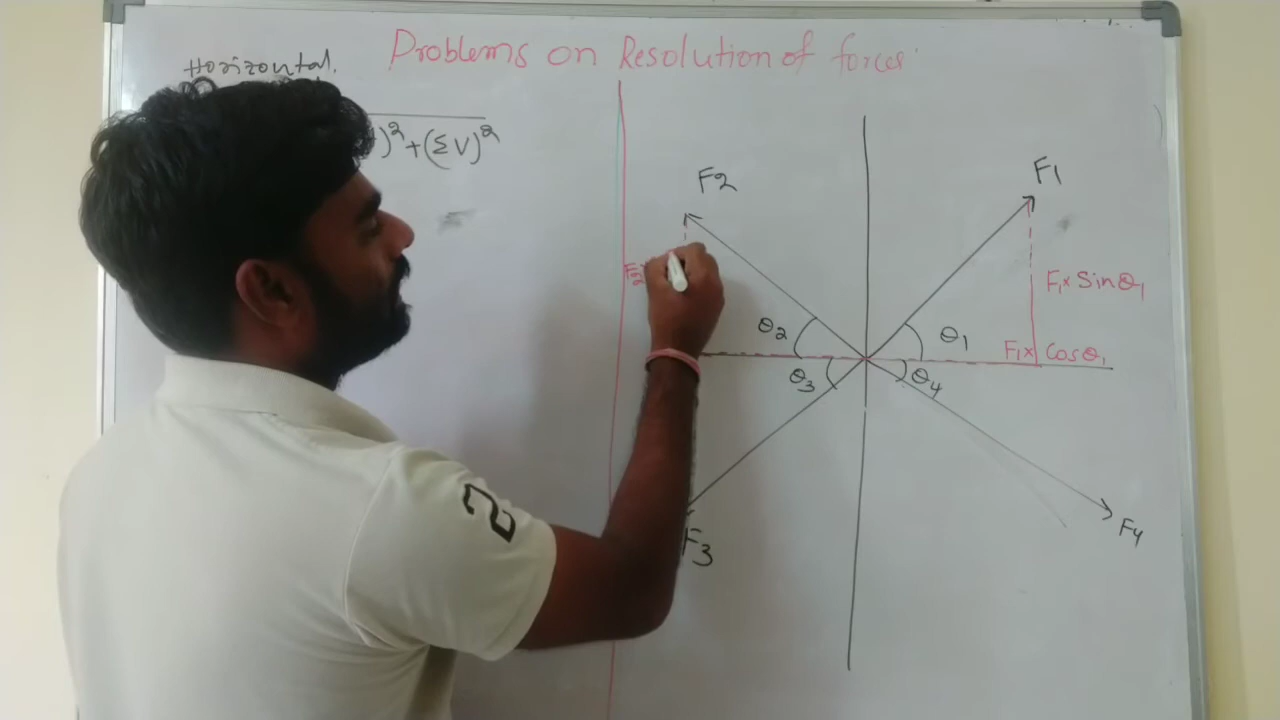 Problems on Resolution of forces
Horizontal.
)² + (ΣV)²
F2
F1
F1 x Sinθ1
θ2
θ1
F1 x Cosθ1
θ3
θ4
F4
F3
2